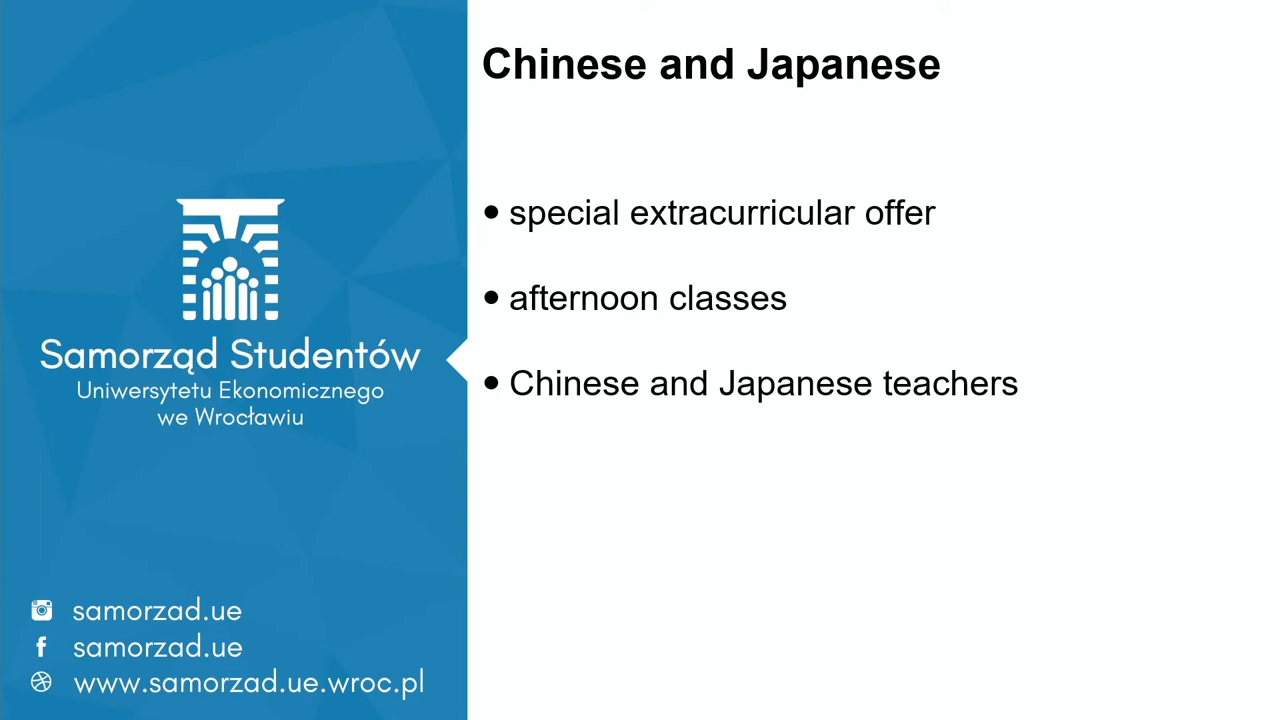 Chinese and Japanese
• special extracurricular offer
• afternoon classes
• Chinese and Japanese teachers
Samorząd Studentów
Uniwersytetu Ekonomicznego
we Wrocławiu
samorzad.ue
samorzad.ue
www.samorzad.ue.wroc.pl